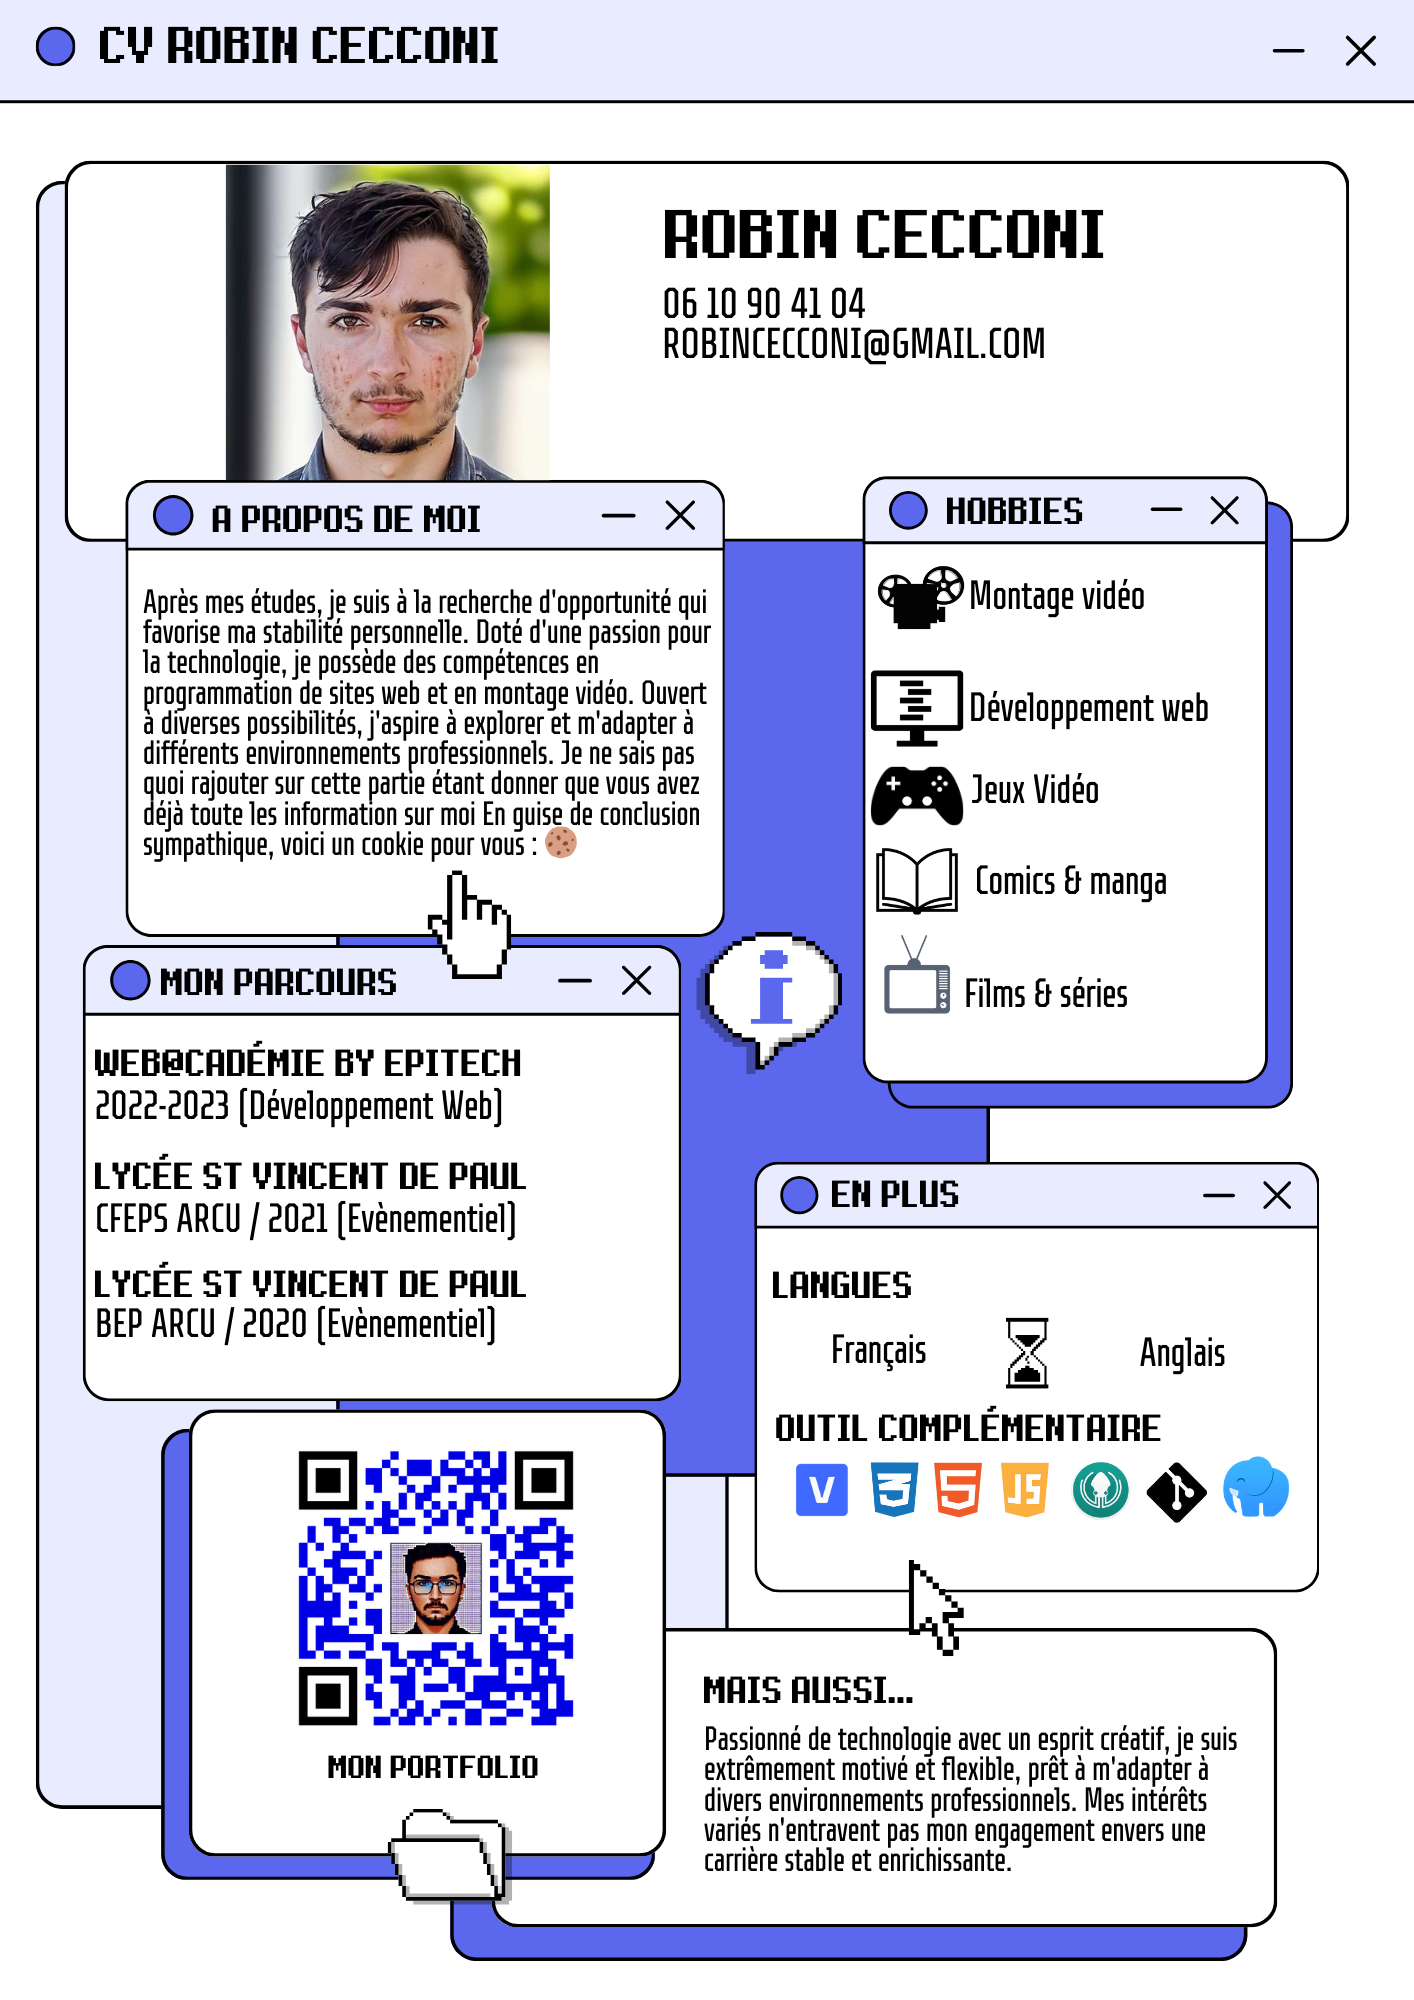 CV ROBIN CECCONI
ROBIN CECCONI
06 10 90 41 04
ROBINCECCONI@GMAIL.COM
A PROPOS DE MOI
Après mes études, je suis à la recherche d'opportunité qui
favorise ma stabilité personnelle. Doté d'une passion pour
la technologie, je possède des compétences en
programmation de sites web et en montage vidéo. Ouvert
à diverses possibilités, j'aspire à explorer et m'adapter à
différents environnements professionnels. Je ne sais pas
quoi rajouter sur cette partie étant donner que vous avez
déjà toute les information sur moi En guise de conclusion
sympathique, voici un cookie pour vous :
HOBBIES
Montage vidéo
Développement web
Jeux Vidéo
Comics & manga
Films & séries
MON PARCOURS
WEB@CADÉMIE BY EPITECH
2022-2023 (Développement Web)
LYCÉE ST VINCENT DE PAUL
CFEPS ARCU / 2021 (Evènementiel)
LYCÉE ST VINCENT DE PAUL
BEP ARCU / 2020 (Evènementiel)
i
EN PLUS
LANGUES
Français
Anglais
OUTIL COMPLÉMENTAIRE
V 3 5 JS
MON PORTFOLIO
MAIS AUSSI...
Passionné de technologie avec un esprit créatif, je suis
extrêmement motivé et flexible, prêt à m'adapter à
divers environnements professionnels. Mes intérêts
variés n'entravent pas mon engagement envers une
carrière stable et enrichissante.